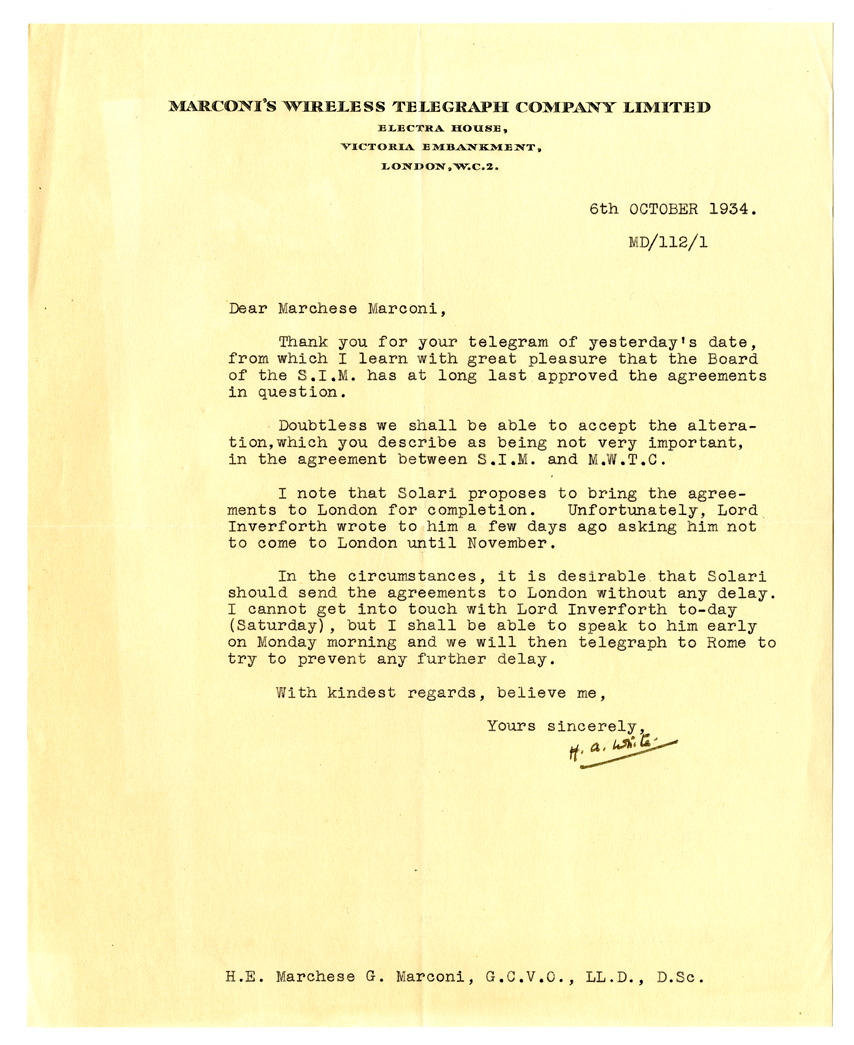 MARCONI'S WIRELESS TELEGRAPH COMPANY LIMITED
ELECTRA HOUSE,
VICTORIA EMBANKMENT,
LONDON, W.C.2.
6th OCTOBER 1934.
MD/112/1
Dear Marchese Marconi,
Thank you for your telegram of yesterday's date,
from which I learn with great pleasure that the Board
of the S.I.M. has at long last approved the agreements
in question.
Doubtless we shall be able to accept the altera-
tion,which you describe as being not very important,
in the agreement between S.I.M. and M.W.T.C.
I note that Solari proposes to bring the agree-
ments to London for completion. Unfortunately, Lord
Inverforth wrote to him a few days ago asking him not
to come to London until November.
In the circumstances, it is desirable that Solari
should send the agreements to London without any delay.
I cannot get into touch with Lord Inverforth to-day
(Saturday), but I shall be able to speak to him early
on Monday morning and we will then telegraph to Rome to
try to prevent any further delay.
With kindest regards, believe me,
Yours sincerely,
H. A. White.
H.E. Marchese G. Marconi, G.C.V.O., LL.D., D.Sc.